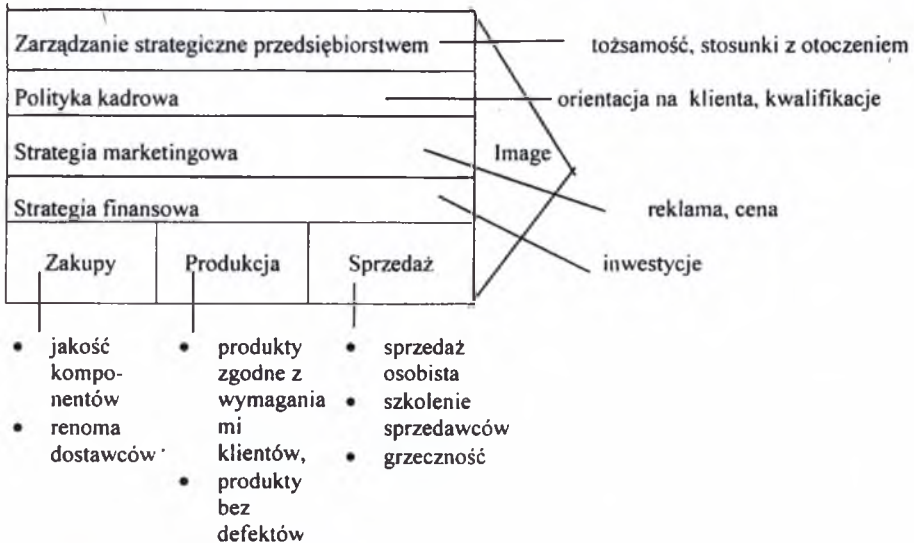 Zarządzanie strategiczne przedsiębiorstwem
tożsamość, stosunki z otoczeniem
Polityka kadrowa
orientacja na klienta, kwalifikacje
Strategia marketingowa
Image
reklama, cena
Strategia finansowa
inwestycje
Zakupy
Produkcja
Sprzedaż
• jakość
kompo-
nentów
• renoma
dostawców
• produkty
zgodne z
wymagania
mi
klientów,
• produkty
bez
defektów
• sprzedaż
osobista
• szkolenie
sprzedawców
• grzeczność